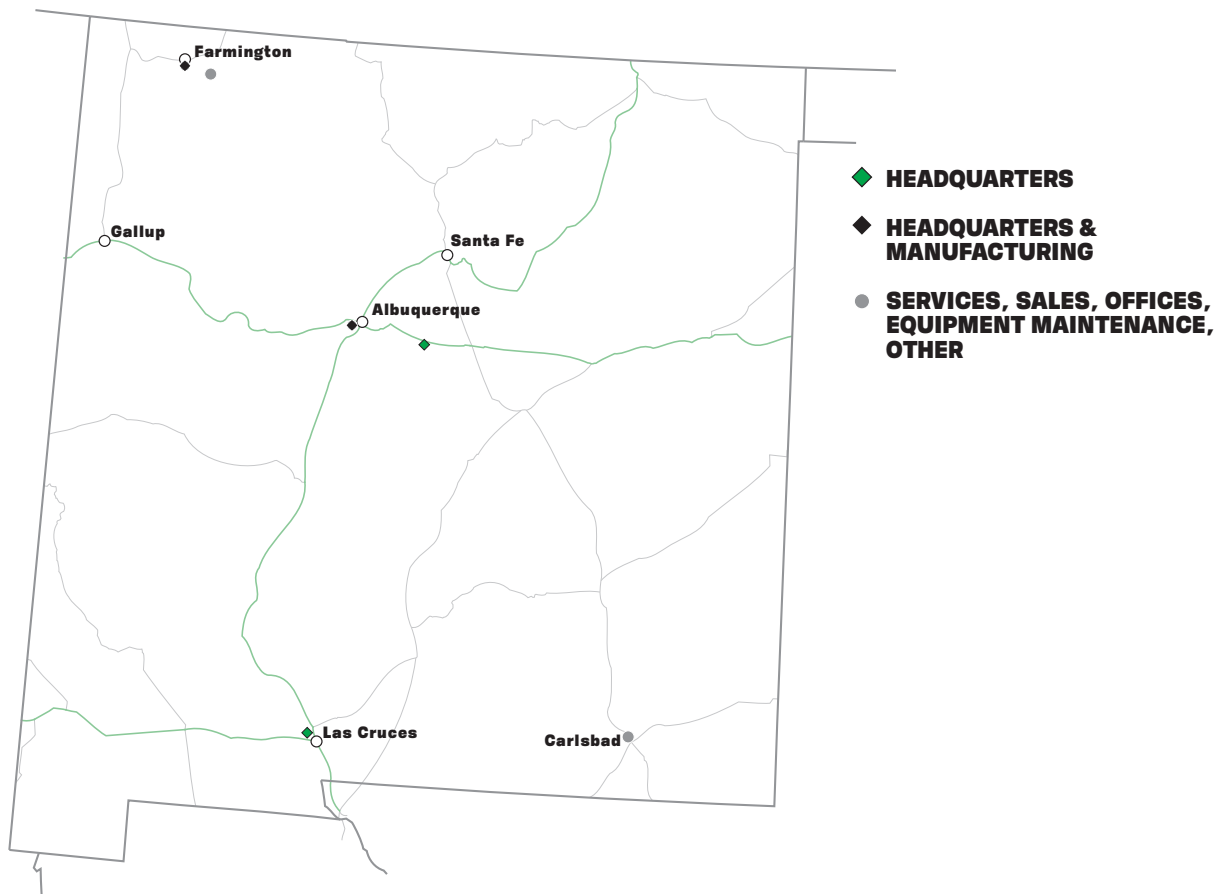 Farmington
Gallup
Santa Fe
Albuquerque
Las Cruces
Carlsbad
HEADQUARTERS
HEADQUARTERS &
MANUFACTURING
SERVICES, SALES, OFFICES,
EQUIPMENT MAINTENANCE,
OTHER